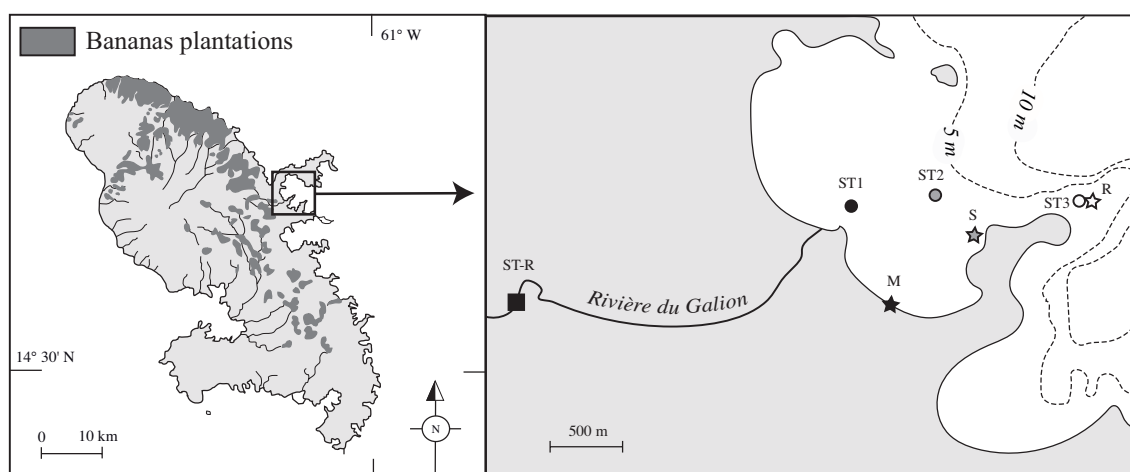 Bananas plantations
61° W
14° 30' N
0 10 km
N
10 m
5 m
ST1
ST2
ST3
R
S
ST-R
M
Rivière du Galion
500 m